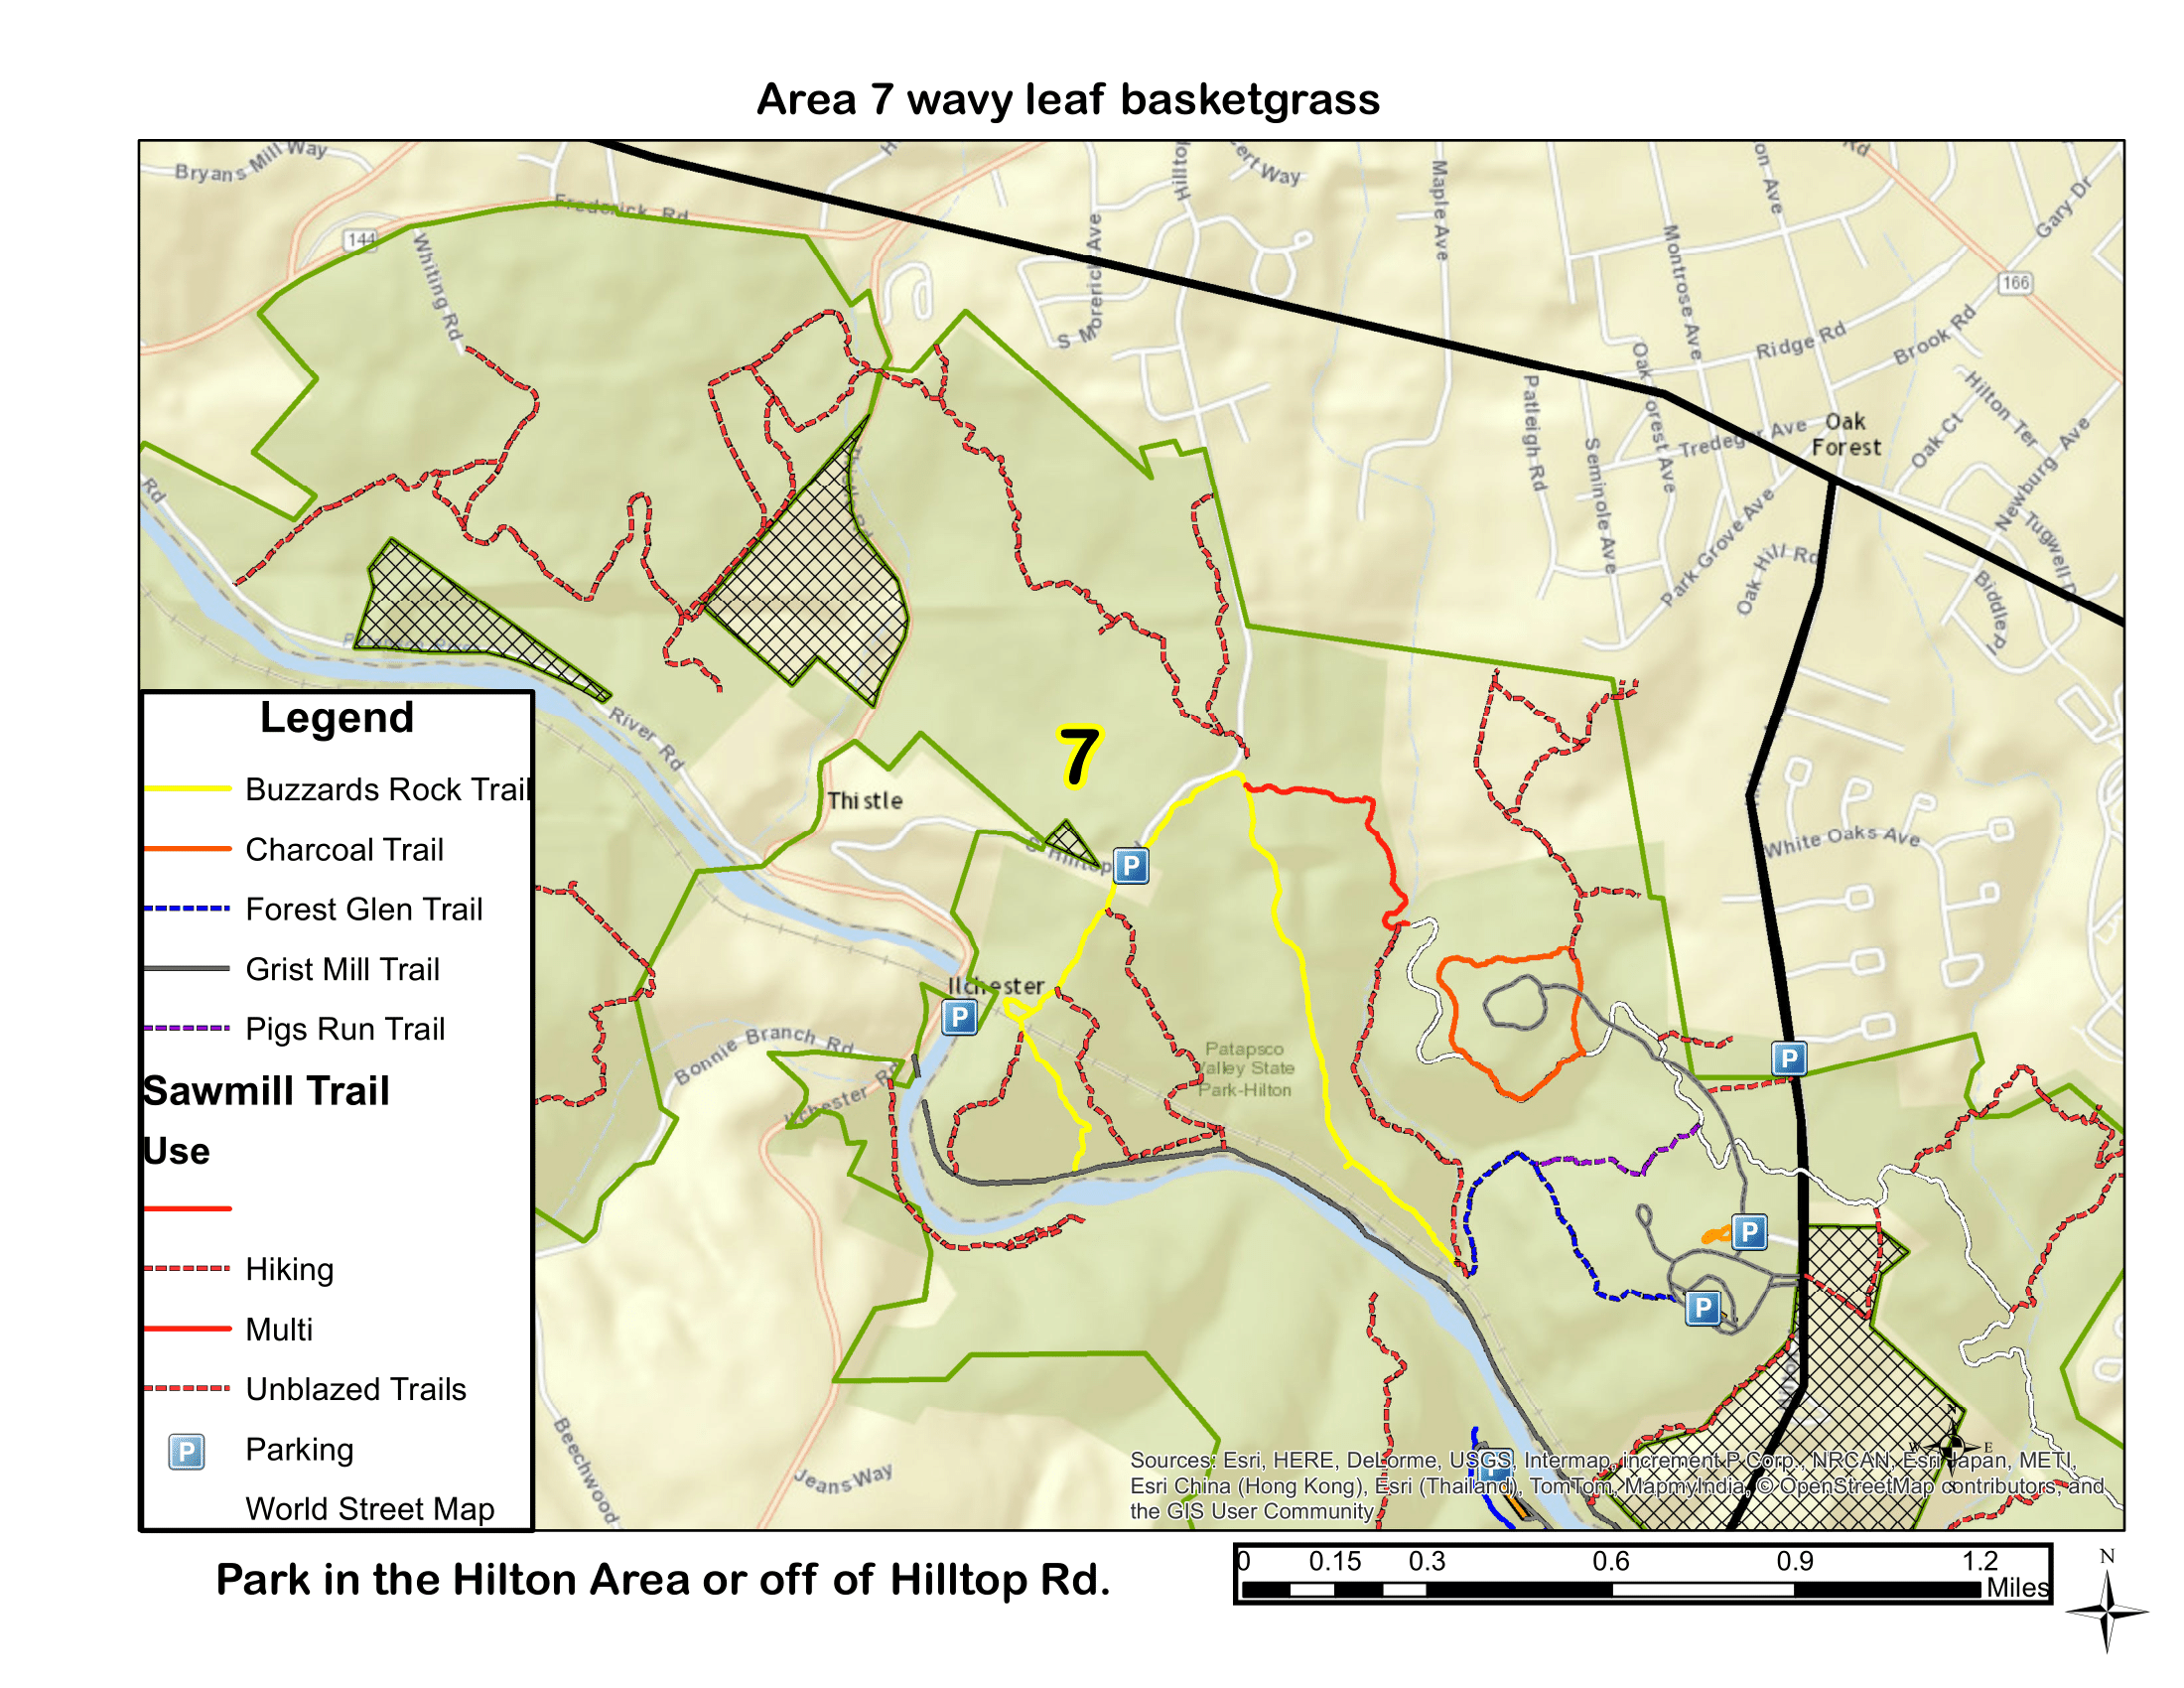 Area 7 wavy leaf basketgrass
Bryans Mill Way
Frederick Rd
144
Whiting Rd
S Morerick Ave
Hilltop
ert Way
Maple Ave
on Ave
Rd
Gary Dr
166
Montrose Ave
Ridge Rd
Brook Rd
Oak Forest Ave
Patleigh Rd
Seminole Ave
Tredegar Ave
Oak
Forest
Hilton Ter
Oak Ct
Newburg Ave
Tugwell D
Park Grove Ave
Oak Hill Rd
Biddle
Rd
River Rd
7
Thistle
S Hilltop
P
White Oaks Ave
Ilchester
P
Bonnie Branch Rd
Ilchester Rd
Patapsco
Valley State
Park-Hilton
P
P
P
P
Beechwood
Jeans Way
Legend
Buzzards Rock Trail
Charcoal Trail
Forest Glen Trail
Grist Mill Trail
Pigs Run Trail
Sawmill Trail
Use
Hiking
Multi
Unblazed Trails
P Parking
World Street Map
N
W E
S
Sources: Esri, HERE, DeLorme, USGS, Intermap, increment P Corp., NRCAN, Esri Japan, METI,
Esri China (Hong Kong), Esri (Thailand), TomTom, MapmyIndia, © OpenStreetMap contributors, and
the GIS User Community
Park in the Hilton Area or off of Hilltop Rd.
0 0.15 0.3 0.6 0.9 1.2
Miles
N